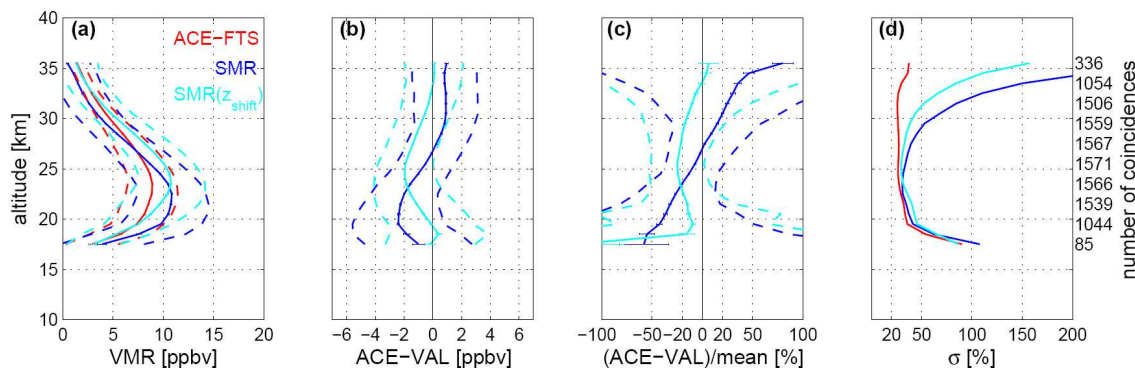 (a)
ACE−FTS
SMR
SMR(z_shift)
40
35
30
25
20
15
10
altitude [km]
0 5 10 15 20
VMR [ppbv]
(b)
−6 −4 −2 0 2 4 6
ACE−VAL [ppbv]
(c)
−100 −50 −20 0 20 50 100
(ACE−VAL)/mean [%]
(d)
20 50 100 150 200
σ [%]
336
1054
1506
1559
1567
1571
1566
1539
1044
85
number of coincidences